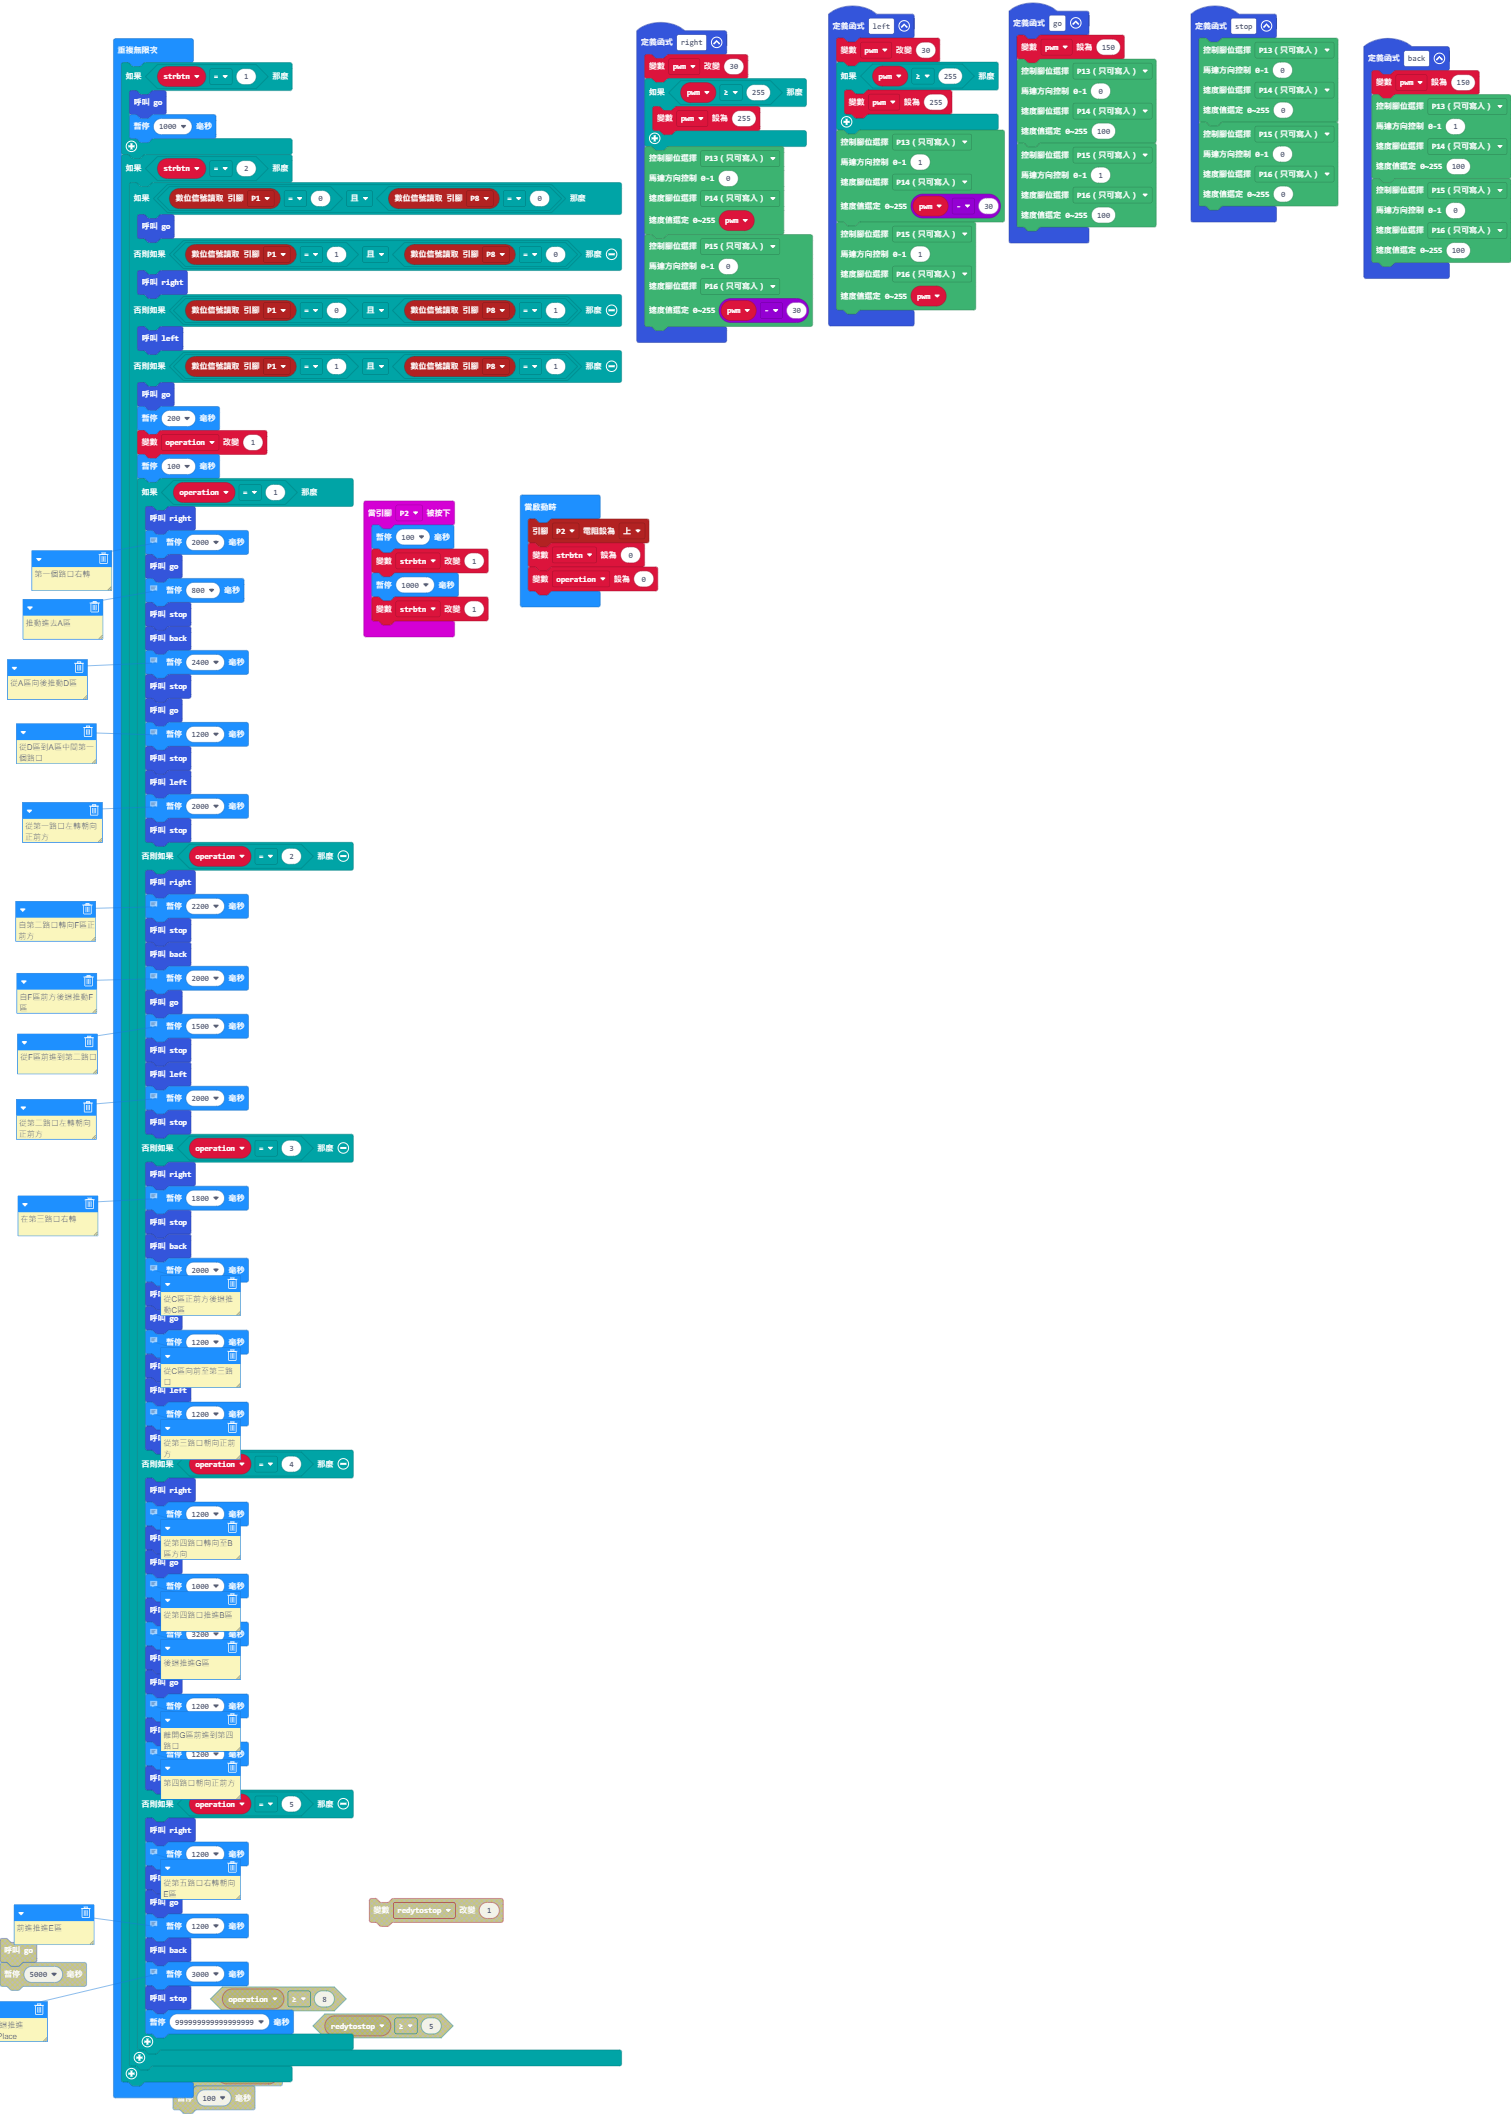 重複無限次
如果 strbtn = 1 那麼
呼叫 go
暫停 1000 毫秒
如果 strbtn = 2 那麼
如果 數位信號讀取 引腳 P1 = 0 且 數位信號讀取 引腳 P8 = 0 那麼
呼叫 go
否則如果 數位信號讀取 引腳 P1 = 1 且 數位信號讀取 引腳 P8 = 0 那麼
呼叫 right
否則如果 數位信號讀取 引腳 P1 = 0 且 數位信號讀取 引腳 P8 = 1 那麼
呼叫 left
否則如果 數位信號讀取 引腳 P1 = 1 且 數位信號讀取 引腳 P8 = 1 那麼
呼叫 go
暫停 200 毫秒
變數 operation 改變 1
暫停 100 毫秒
如果 operation = 1 那麼
呼叫 right
暫停 2000 毫秒
第一個路口右轉
呼叫 go
暫停 800 毫秒
推動進去A區
呼叫 stop
呼叫 back
暫停 2400 毫秒
從A區向後推動D區
呼叫 stop
呼叫 go
暫停 1200 毫秒
從D區到A區中間第一
個路口
呼叫 stop
呼叫 left
暫停 2000 毫秒
從第一路口左轉朝向
正前方
呼叫 stop
否則如果 operation = 2 那麼
呼叫 right
暫停 2200 毫秒
自第二路口轉向F區正
前方
呼叫 stop
呼叫 back
暫停 2000 毫秒
自F區前方後退推動F
區
呼叫 go
暫停 1500 毫秒
從F區前進到第二路口
呼叫 stop
呼叫 left
暫停 2000 毫秒
從第二路口左轉朝向
正前方
呼叫 stop
否則如果 operation = 3 那麼
呼叫 right
暫停 1800 毫秒
在第三路口右轉
呼叫 stop
呼叫 back
暫停 2000 毫秒
從C區正前方後退推
動C區
呼叫 go
暫停 1200 毫秒
從C區向前至第三路
口
呼叫 left
暫停 1200 毫秒
從第三路口朝向正前
方
否則如果 operation = 4 那麼
呼叫 right
暫停 1200 毫秒
從第四路口轉向至B
區方向
呼叫 go
暫停 1000 毫秒
從第四路口推進B區
暫停 3200 毫秒
後退推進G區
呼叫 go
暫停 1200 毫秒
離開G區前進到第四
路口
暫停 1200 毫秒
第四路口朝向正前方
否則如果 operation = 5 那麼
呼叫 right
暫停 1200 毫秒
從第五路口右轉朝向
E區
呼叫 go
暫停 1200 毫秒
前進推進E區
呼叫 back
暫停 3000 毫秒
退推進
Place
呼叫 stop
暫停 999999999999999999 毫秒
呼叫 go
暫停 5000 毫秒
operation ≥ 8
redytostop ≥ 5
100 毫秒
變數 redytostop 改變 1
當引腳 P2 被按下
暫停 100 毫秒
變數 strbtn 改變 1
暫停 1000 毫秒
變數 strbtn 改變 1
當啟動時
引腳 P2 電阻設為 上
變數 strbtn 設為 0
變數 operation 設為 0
定義函式 right
變數 pwm 改變 30
如果 pwm ≥ 255 那麼
變數 pwm 設為 255
控制腳位選擇 P13 (只可寫入)
馬達方向控制 0-1 0
速度腳位選擇 P14 (只可寫入)
速度值選定 0~255 pwm
控制腳位選擇 P15 (只可寫入)
馬達方向控制 0-1 0
速度腳位選擇 P16 (只可寫入)
速度值選定 0~255 pwm - 30
定義函式 left
變數 pwm 改變 30
如果 pwm ≥ 255 那麼
變數 pwm 設為 255
控制腳位選擇 P13 (只可寫入)
馬達方向控制 0-1 1
速度腳位選擇 P14 (只可寫入)
速度值選定 0~255 pwm - 30
控制腳位選擇 P15 (只可寫入)
馬達方向控制 0-1 1
速度腳位選擇 P16 (只可寫入)
速度值選定 0~255 pwm
定義函式 go
變數 pwm 設為 150
控制腳位選擇 P13 (只可寫入)
馬達方向控制 0-1 0
速度腳位選擇 P14 (只可寫入)
速度值選定 0~255 100
控制腳位選擇 P15 (只可寫入)
馬達方向控制 0-1 1
速度腳位選擇 P16 (只可寫入)
速度值選定 0~255 100
定義函式 stop
控制腳位選擇 P13 (只可寫入)
馬達方向控制 0-1 0
速度腳位選擇 P14 (只可寫入)
速度值選定 0~255 0
控制腳位選擇 P15 (只可寫入)
馬達方向控制 0-1 0
速度腳位選擇 P16 (只可寫入)
速度值選定 0~255 0
定義函式 back
變數 pwm 設為 150
控制腳位選擇 P13 (只可寫入)
馬達方向控制 0-1 1
速度腳位選擇 P14 (只可寫入)
速度值選定 0~255 100
控制腳位選擇 P15 (只可寫入)
馬達方向控制 0-1 0
速度腳位選擇 P16 (只可寫入)
速度值選定 0~255 100